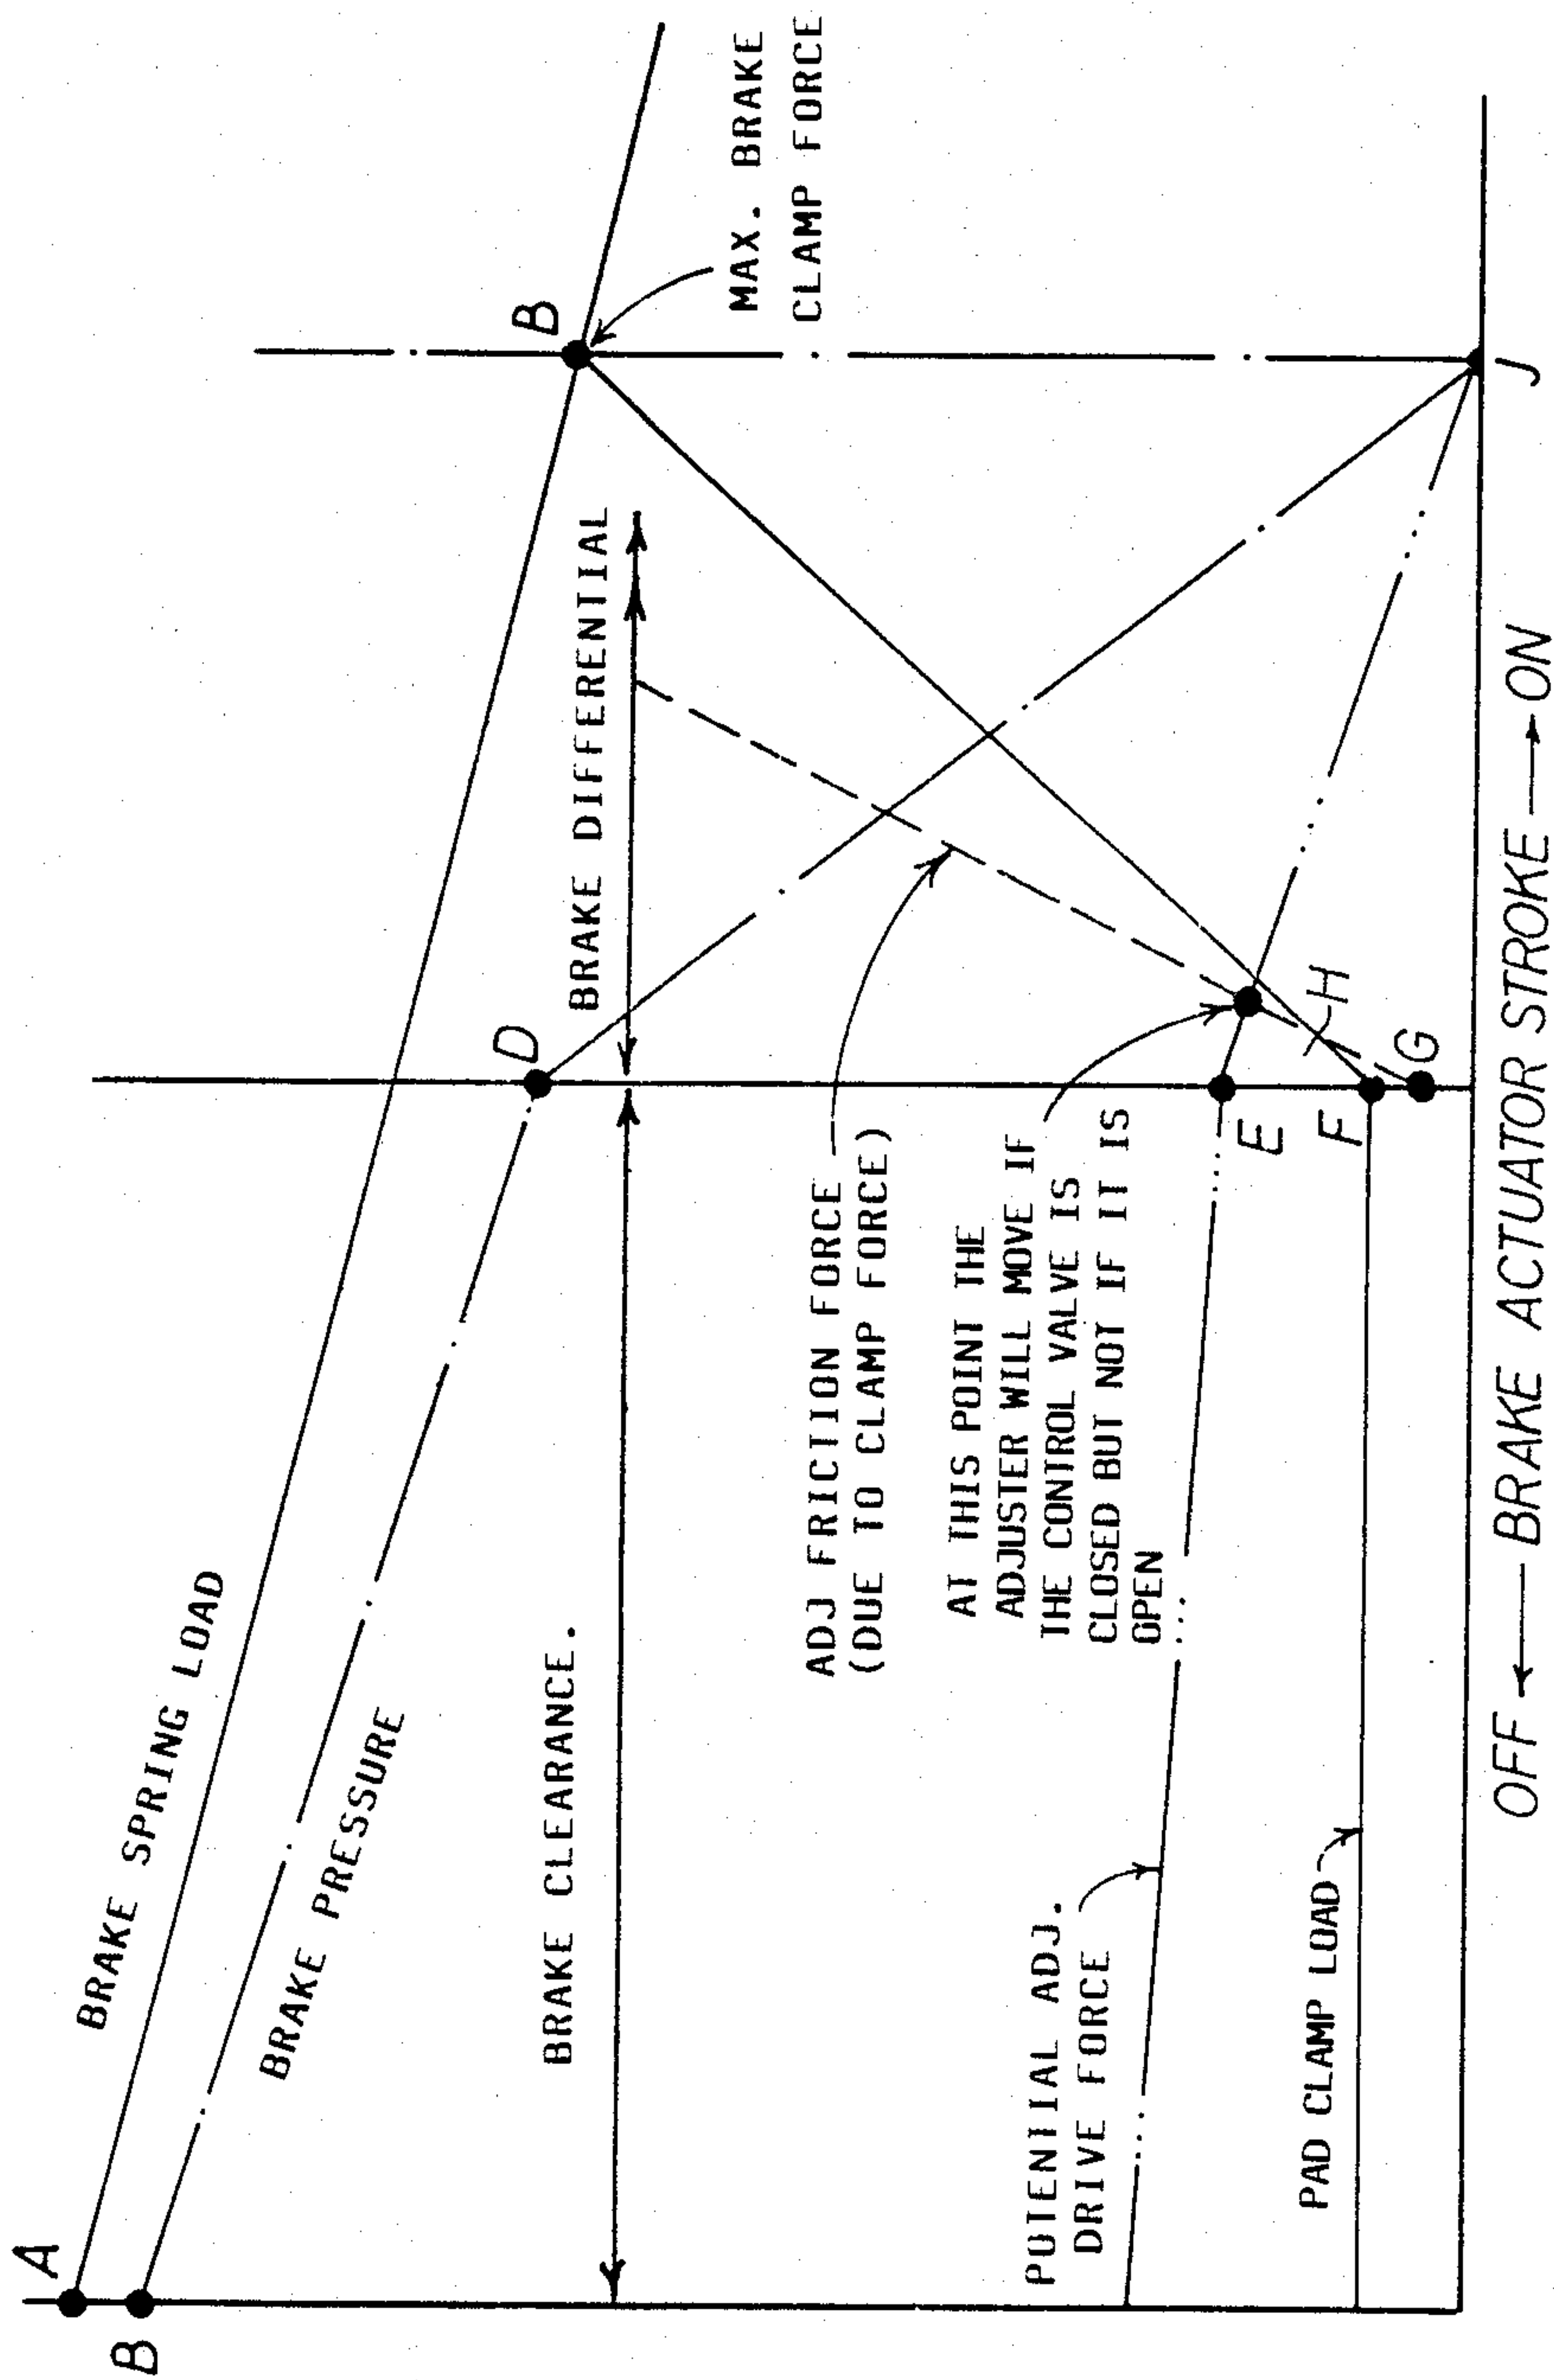 A
B
BRAKE SPRING LOAD
BRAKE PRESSURE
BRAKE CLEARANCE.
D
BRAKE DIFFERENTIAL
B
MAX. BRAKE
CLAMP FORCE
ADJ FRICTION FORCE
(DUE TO CLAMP FORCE)
AT THIS POINT THE
ADJUSTER WILL MOVE IF
THE CONTROL VALVE IS
CLOSED BUT NOT IF IT IS
OPEN
POTENTIAL ADJ.
DRIVE FORCE
PAD CLAMP LOAD
E
F
H
G
J
OFF ← BRAKE ACTUATOR STROKE → ON